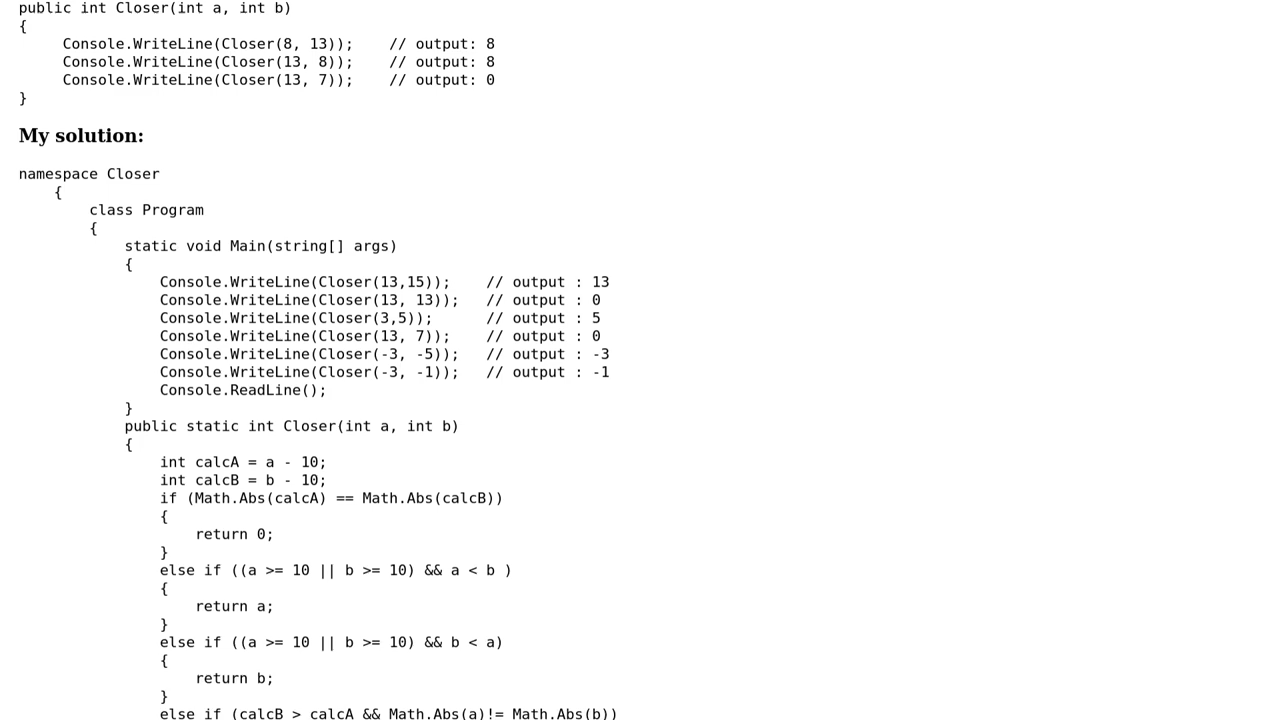 public int Closer(int a, int b)
{
     Console.WriteLine(Closer(8, 13));    // output: 8
     Console.WriteLine(Closer(13, 8));    // output: 8
     Console.WriteLine(Closer(13, 7));    // output: 0
}
My solution:
namespace Closer
    {
        class Program
        {
            static void Main(string[] args)
            {
                Console.WriteLine(Closer(13,15));    // output : 13
                Console.WriteLine(Closer(13, 13));   // output : 0
                Console.WriteLine(Closer(3,5));      // output : 5
                Console.WriteLine(Closer(13, 7));    // output : 0
                Console.WriteLine(Closer(-3, -5));   // output : -3
                Console.WriteLine(Closer(-3, -1));   // output : -1
                Console.ReadLine();
            }
            public static int Closer(int a, int b)
            {
                int calcA = a - 10;
                int calcB = b - 10;
                if (Math.Abs(calcA) == Math.Abs(calcB))
                {
                    return 0;
                }
                else if ((a >= 10 || b >= 10) && a < b )
                {
                    return a;
                }
                else if ((a >= 10 || b >= 10) && b < a)
                {
                    return b;
                }
                else if (calcB > calcA && Math.Abs(a)!= Math.Abs(b))